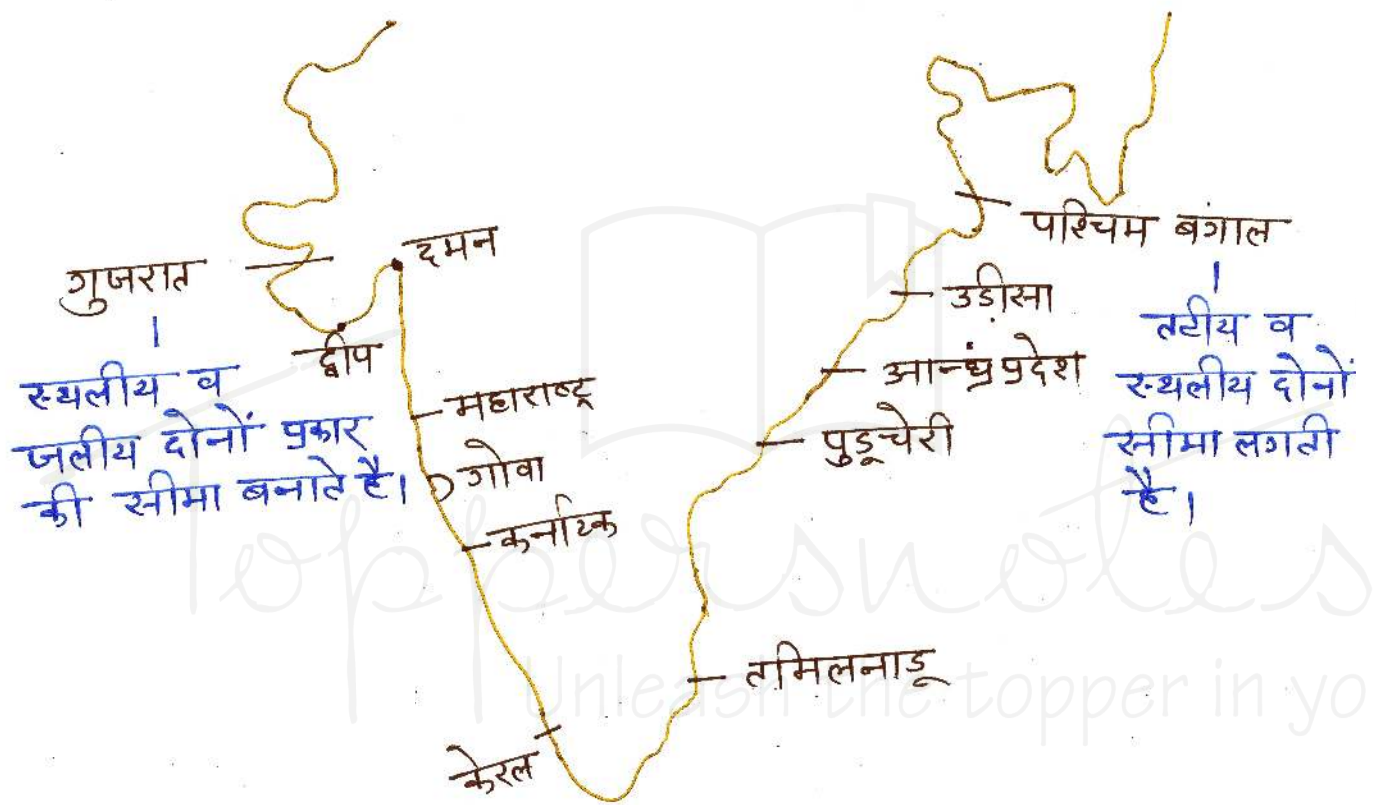 दमन
गुजरात
द्वीप
स्थलीय व
जलीय दोनों प्रकार
की सीमा बनाते है।
महाराष्ट्र
गोवा
कर्नाटक
केरल
पश्चिम बंगाल
उड़ीसा
तटीय व
स्थलीय दोनों
सीमा लगती
है।
आन्ध्रंप्रदेश
पुडूचेरी
तमिलनाडू
Toppersnotes
Unleash the topper in yo